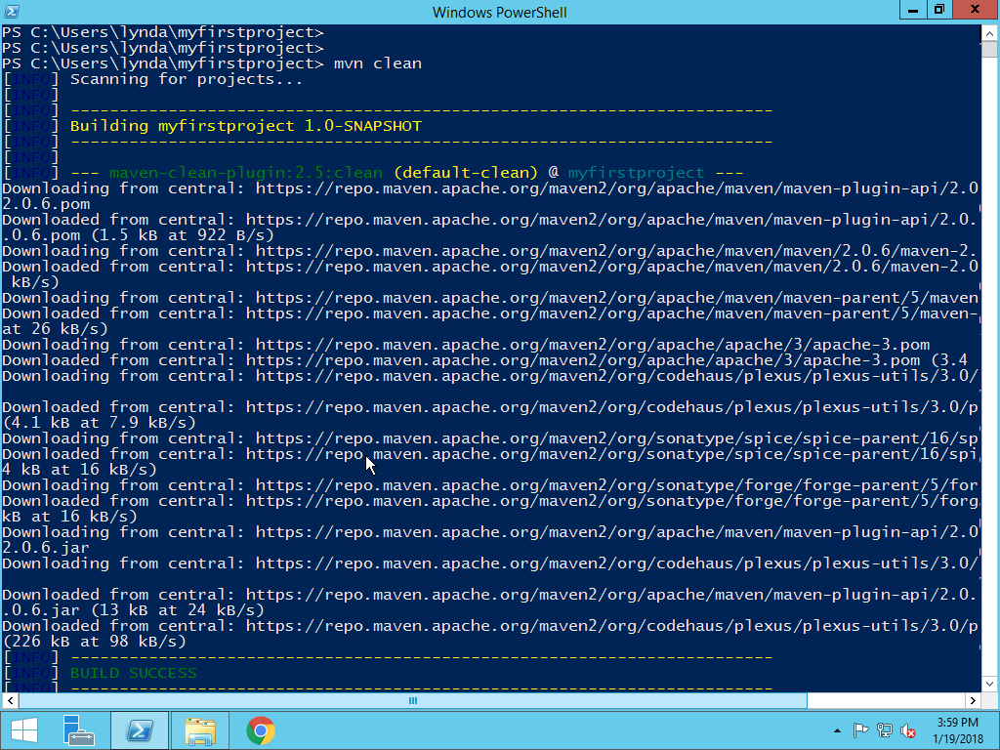 Windows PowerShell
PS C:\Users\lynda\myfirstproject>
PS C:\Users\lynda\myfirstproject>
PS C:\Users\lynda\myfirstproject> mvn clean
[INFO] Scanning for projects...
[INFO]
[INFO] ------------------------------------------------------------------------
[INFO] Building myfirstproject 1.0-SNAPSHOT
[INFO] ------------------------------------------------------------------------
[INFO]
[INFO] --- maven-clean-plugin:2.5:clean (default-clean) @ myfirstproject ---
Downloading from central: https://repo.maven.apache.org/maven2/org/apache/maven/maven-plugin-api/2.0
2.0.6.pom
Downloaded from central: https://repo.maven.apache.org/maven2/org/apache/maven/maven-plugin-api/2.0.
.0.6.pom (1.5 kB at 922 B/s)
Downloading from central: https://repo.maven.apache.org/maven2/org/apache/maven/maven/2.0.6/maven-2.
Downloaded from central: https://repo.maven.apache.org/maven2/org/apache/maven/maven/2.0.6/maven-2.0
kB/s)
Downloading from central: https://repo.maven.apache.org/maven2/org/apache/maven/maven-parent/5/maven
Downloaded from central: https://repo.maven.apache.org/maven2/org/apache/maven/maven-parent/5/maven-
at 26 kB/s)
Downloading from central: https://repo.maven.apache.org/maven2/org/apache/apache/3/apache-3.pom
Downloaded from central: https://repo.maven.apache.org/maven2/org/apache/apache/3/apache-3.pom (3.4
Downloading from central: https://repo.maven.apache.org/maven2/org/codehaus/plexus/plexus-utils/3.0/
Downloaded from central: https://repo.maven.apache.org/maven2/org/codehaus/plexus/plexus-utils/3.0/p
(4.1 kB at 7.9 kB/s)
Downloading from central: https://repo.maven.apache.org/maven2/org/sonatype/spice/spice-parent/16/sp
Downloaded from central: https://repo.maven.apache.org/maven2/org/sonatype/spice/spice-parent/16/spi
4 kB at 16 kB/s)
Downloading from central: https://repo.maven.apache.org/maven2/org/sonatype/forge/forge-parent/5/for
Downloaded from central: https://repo.maven.apache.org/maven2/org/sonatype/forge/forge-parent/5/forg
kB at 16 kB/s)
Downloading from central: https://repo.maven.apache.org/maven2/org/apache/maven/maven-plugin-api/2.0
2.0.6.jar
Downloading from central: https://repo.maven.apache.org/maven2/org/codehaus/plexus/plexus-utils/3.0/
Downloaded from central: https://repo.maven.apache.org/maven2/org/apache/maven/maven-plugin-api/2.0.
.0.6.jar (13 kB at 24 kB/s)
Downloaded from central: https://repo.maven.apache.org/maven2/org/codehaus/plexus/plexus-utils/3.0/p
(226 kB at 98 kB/s)
[INFO] ------------------------------------------------------------------------
[INFO] BUILD SUCCESS
[INFO] ------------------------------------------------------------------------
3:59 PM
1/19/2018